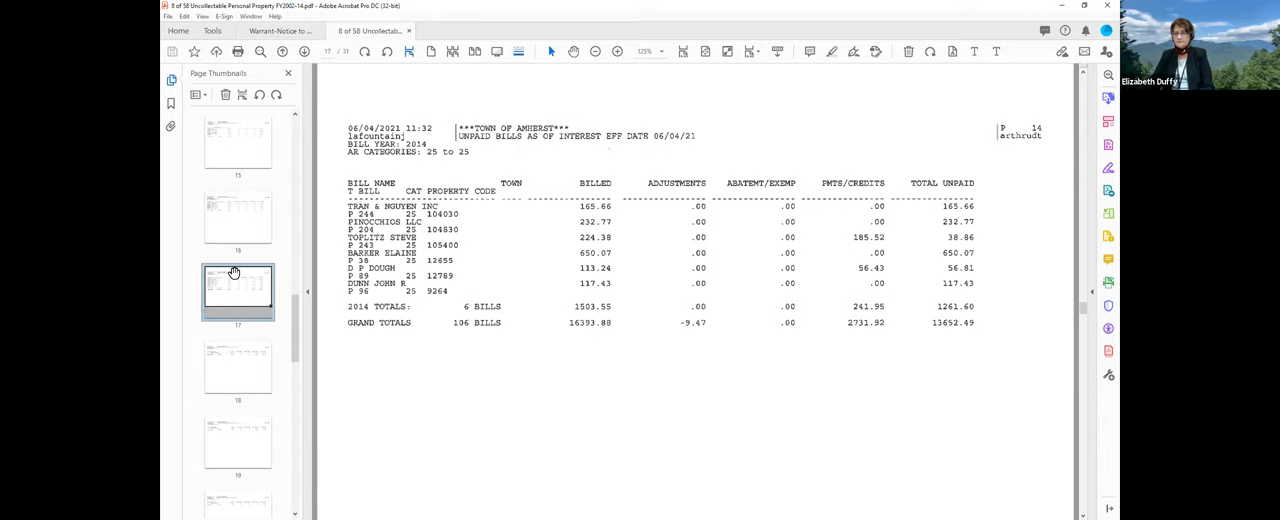 8 of 58 Uncollectable Personal Property FY2002-14.pdf - Adobe Acrobat Pro DC (32-bit)
File Edit View E-Sign Window Help
Home Tools Warrant-Notice to ... 8 of 58 Uncollectab... ×
17 / 31 125%
Page Thumbnails
15
16
17
18
19
Elizabeth Duffy
06/04/2021 11:32 ***TOWN OF AMHERST*** P 14
lafountainj UNPAID BILLS AS OF INTEREST EFF DATE 06/04/21 arthrudt
BILL YEAR: 2014
AR CATEGORIES: 25 to 25
BILL NAME TOWN BILLED ADJUSTMENTS ABATEMT/EXEMP PMTS/CREDITS TOTAL UNPAID
T BILL CAT PROPERTY CODE
TRAN & NGUYEN INC 165.66 .00 .00 .00 165.66
P 244 25 104030
PINOCCHIOS LLC 232.77 .00 .00 .00 232.77
P 204 25 104830
TOPLITZ STEVE 224.38 .00 .00 185.52 38.86
P 243 25 105400
BARKER ELAINE 650.07 .00 .00 .00 650.07
P 38 25 12655
D P DOUGH 113.24 .00 .00 56.43 56.81
P 89 25 12789
DUNN JOHN R 117.43 .00 .00 .00 117.43
P 96 25 9264
2014 TOTALS: 6 BILLS 1503.55 .00 .00 241.95 1261.60
GRAND TOTALS 106 BILLS 16393.88 -9.47 .00 2731.92 13652.49